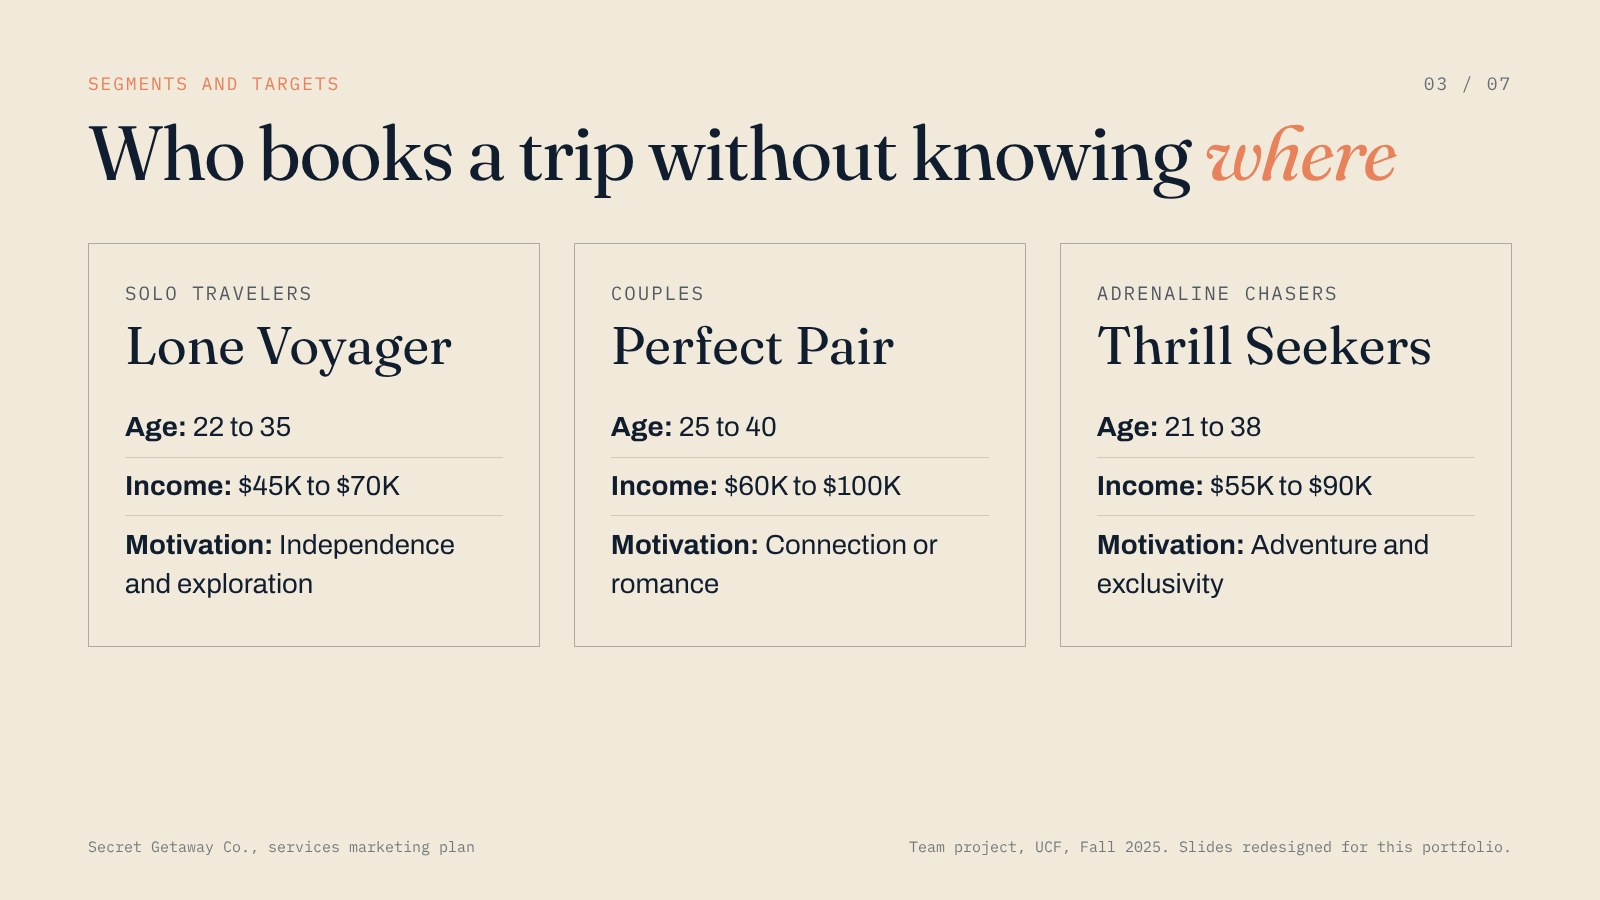 SEGMENTS AND TARGETS
03 / 07
Who books a trip without knowing where
SOLO TRAVELERS
Lone Voyager
Age: 22 to 35
Income: $45K to $70K
Motivation: Independence
and exploration
COUPLES
Perfect Pair
Age: 25 to 40
Income: $60K to $100K
Motivation: Connection or
romance
ADRENALINE CHASERS
Thrill Seekers
Age: 21 to 38
Income: $55K to $90K
Motivation: Adventure and
exclusivity
Secret Getaway Co., services marketing plan
Team project, UCF, Fall 2025. Slides redesigned for this portfolio.